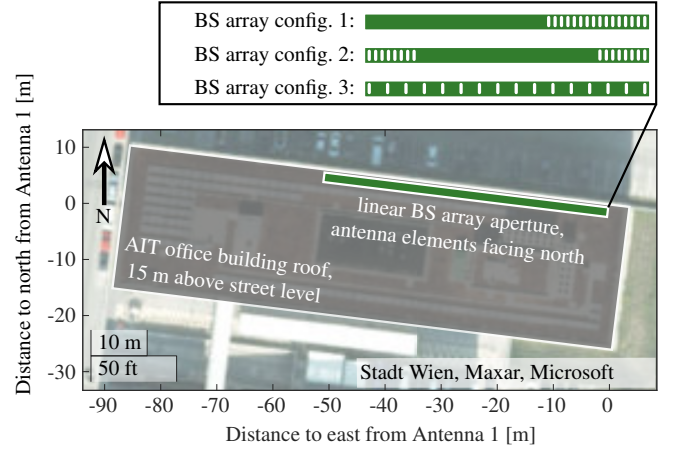 BS array config. 1:
BS array config. 2:
BS array config. 3:
Distance to north from Antenna 1 [m]
10
0
-10
-20
-30
N
linear BS array aperture,
antenna elements facing north
AIT office building roof,
15 m above street level
10 m
50 ft
Stadt Wien, Maxar, Microsoft
-90 -80 -70 -60 -50 -40 -30 -20 -10 0
Distance to east from Antenna 1 [m]